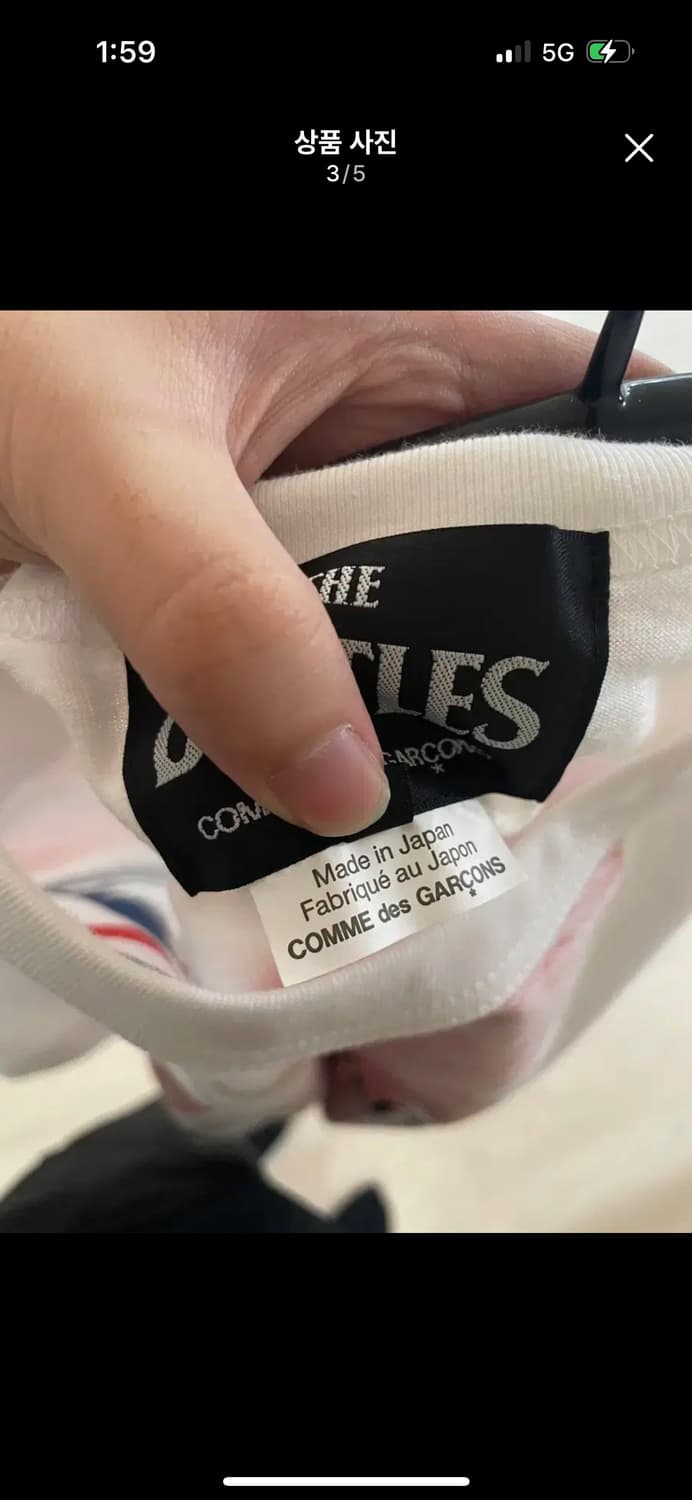 1:59
5G
상품 사진
3/5
THE
Made in Japan
Fabriqué au Japon
COMME des GARÇONS